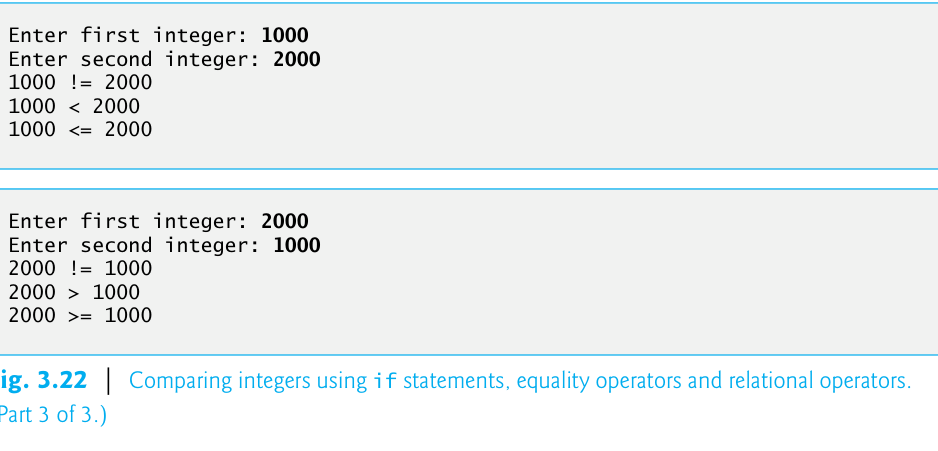 Enter first integer: 1000
Enter second integer: 2000
1000 != 2000
1000 < 2000
1000 <= 2000
Enter first integer: 2000
Enter second integer: 1000
2000 != 1000
2000 > 1000
2000 >= 1000
ig. 3.22 | Comparing integers using if statements, equality operators and relational operators.
Part 3 of 3.)